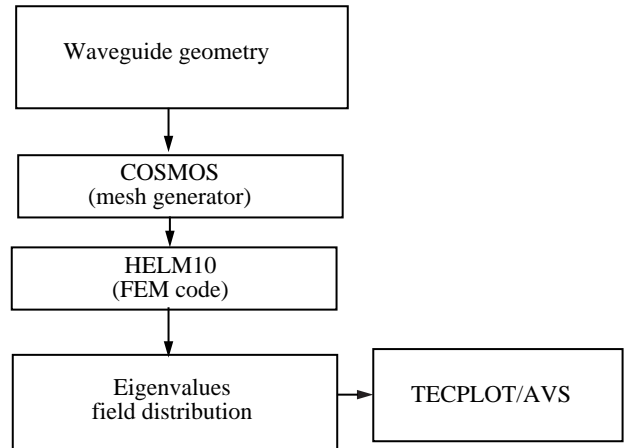 Waveguide geometry
COSMOS
(mesh generator)
HELM10
(FEM code)
Eigenvalues
field distribution
TECPLOT/AVS